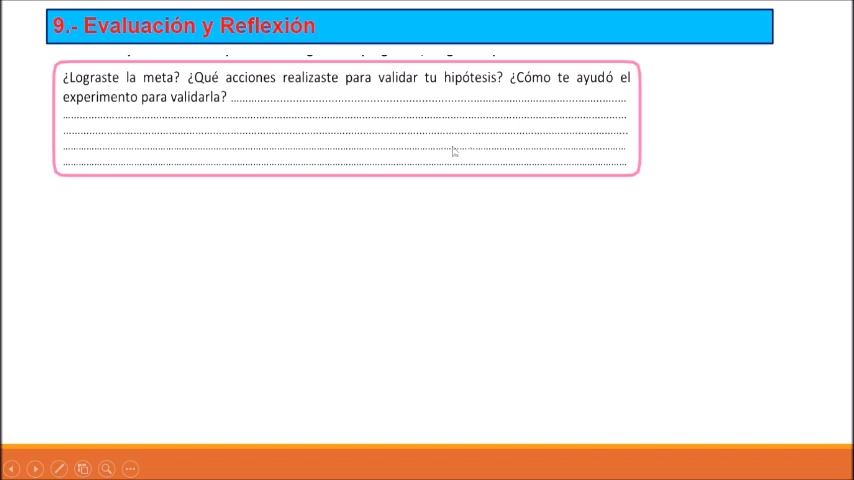 9.- Evaluación y Reflexión
¿Lograste la meta? ¿Qué acciones realizaste para validar tu hipótesis? ¿Cómo te ayudó el
experimento para validarla?